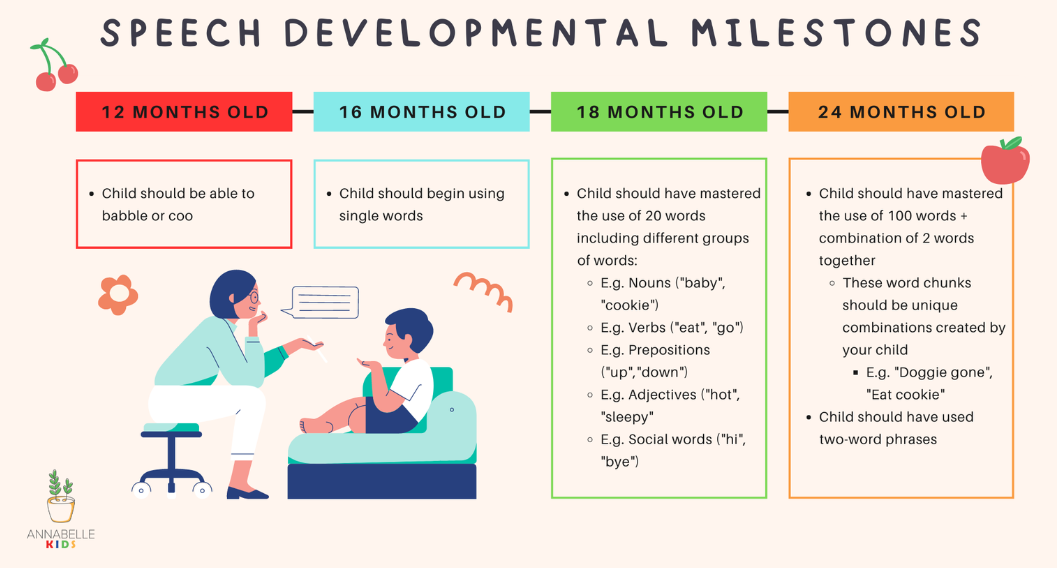 SPEECH DEVELOPMENTAL MILESTONES
12 MONTHS OLD
• Child should be able to
babble or coo
16 MONTHS OLD
• Child should begin using
single words
18 MONTHS OLD
• Child should have mastered
the use of 20 words
including different groups
of words:
◦ E.g. Nouns ("baby",
"cookie")
◦ E.g. Verbs ("eat", "go")
◦ E.g. Prepositions
("up","down")
◦ E.g. Adjectives ("hot",
"sleepy"
◦ E.g. Social words ("hi",
"bye")
24 MONTHS OLD
• Child should have mastered
the use of 100 words +
combination of 2 words
together
◦ These word chunks
should be unique
combinations created by
your child
▪ E.g. "Doggie gone",
"Eat cookie"
• Child should have used
two-word phrases
ANNABELLE
KIDS